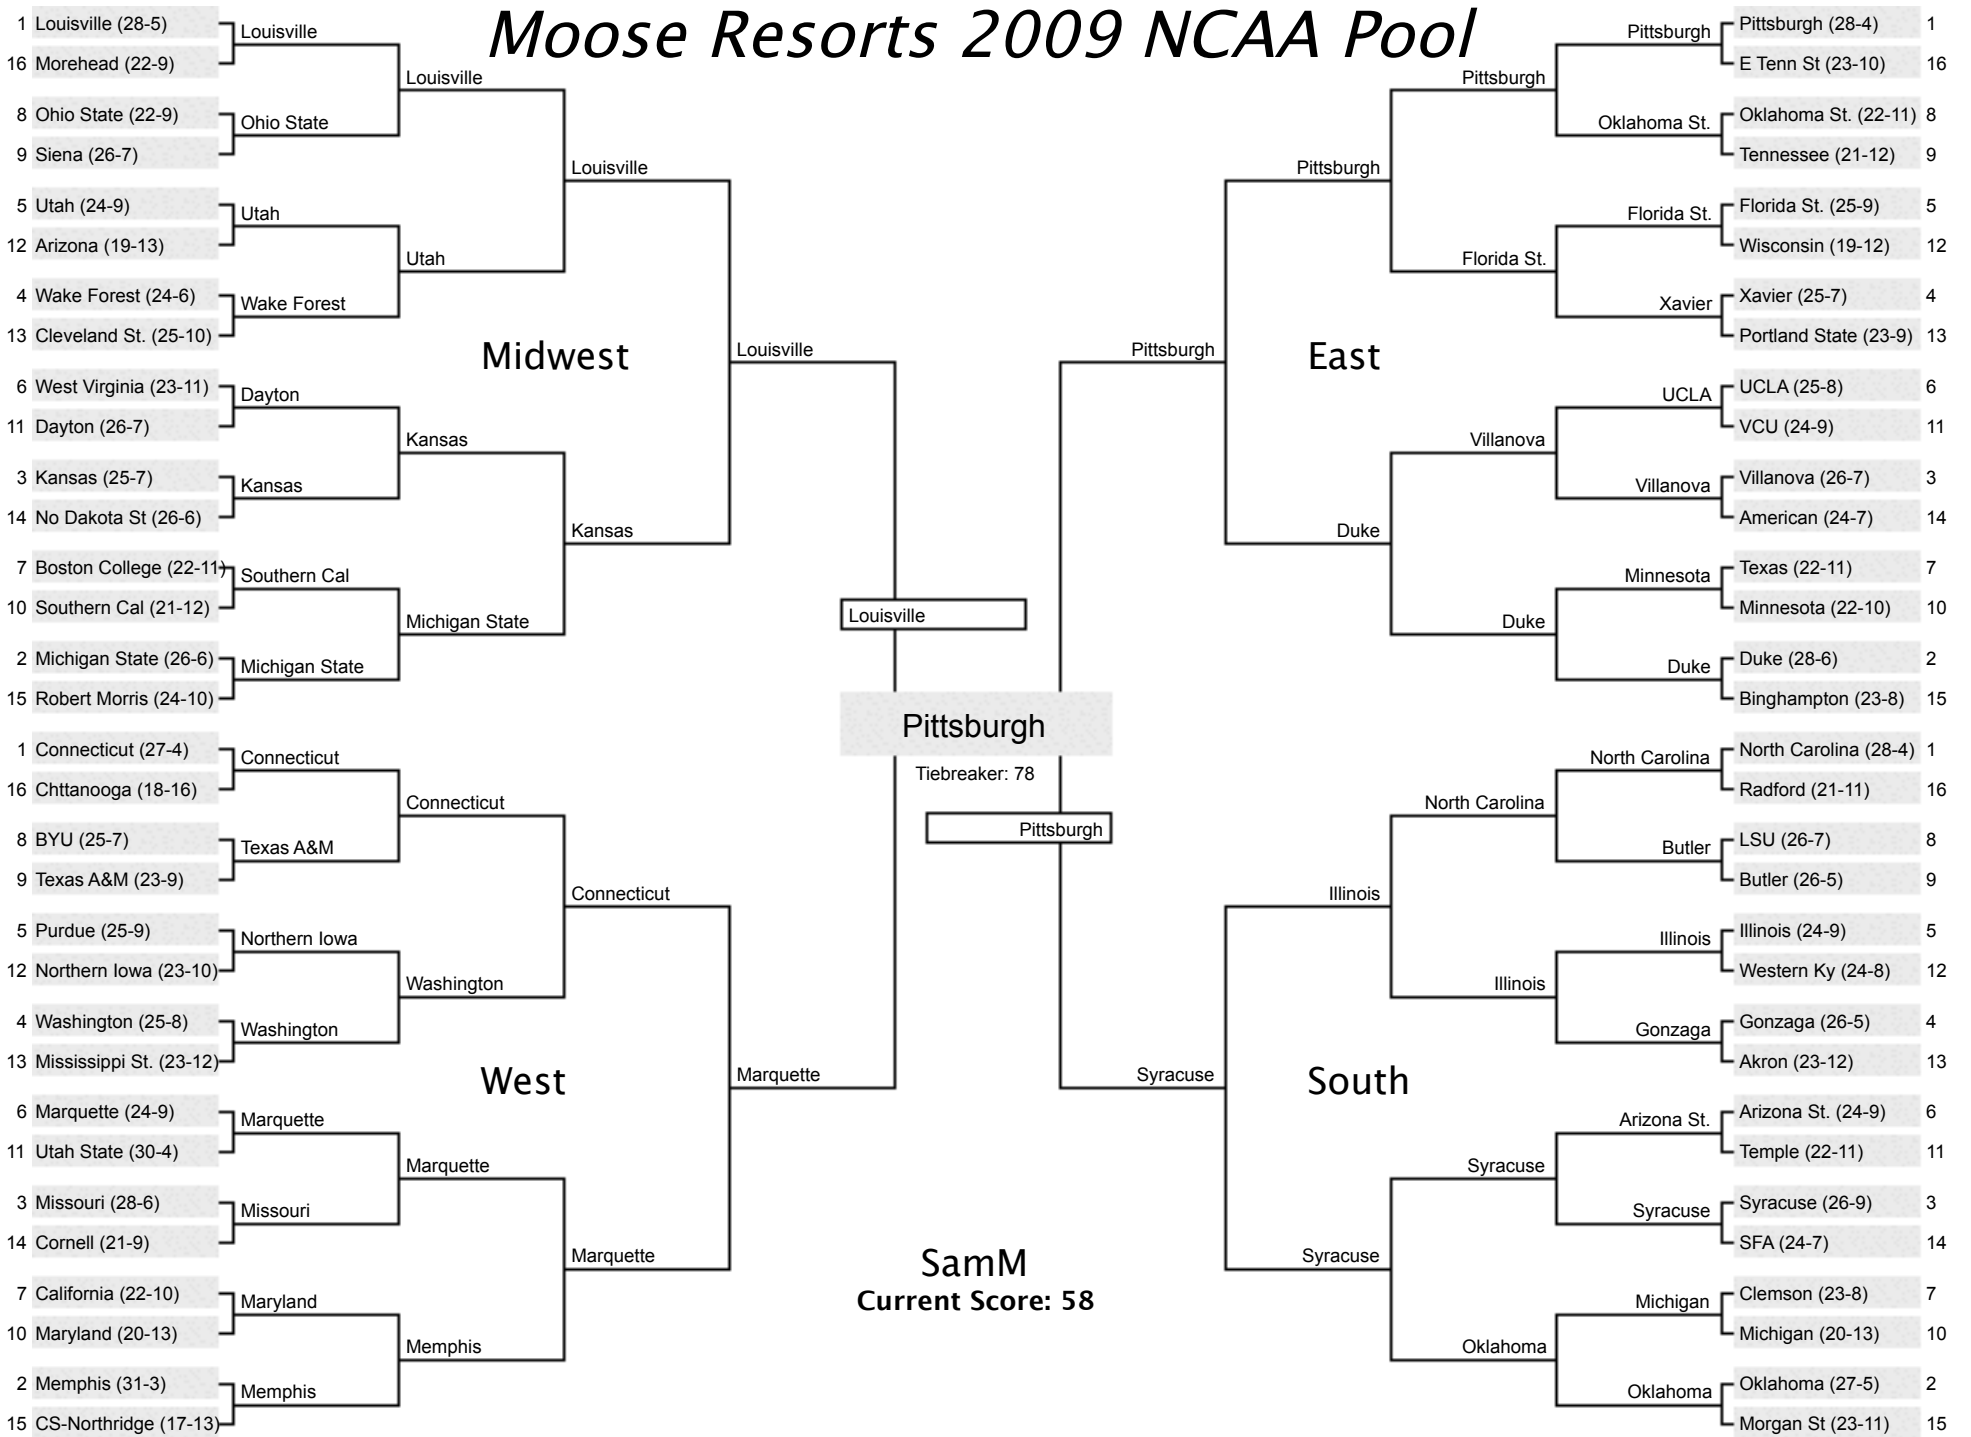 Moose Resorts 2009 NCAA Pool
1 Louisville (28-5)
16 Morehead (22-9)
8 Ohio State (22-9)
9 Siena (26-7)
5 Utah (24-9)
12 Arizona (19-13)
4 Wake Forest (24-6)
13 Cleveland St. (25-10)
6 West Virginia (23-11)
11 Dayton (26-7)
3 Kansas (25-7)
14 No Dakota St (26-6)
7 Boston College (22-11)
10 Southern Cal (21-12)
2 Michigan State (26-6)
15 Robert Morris (24-10)
Louisville
Ohio State
Utah
Wake Forest
Dayton
Kansas
Southern Cal
Michigan State
Louisville
Utah
Kansas
Michigan State
Louisville
Kansas
Midwest
Louisville
1 Connecticut (27-4)
16 Chttanooga (18-16)
8 BYU (25-7)
9 Texas A&M (23-9)
5 Purdue (25-9)
12 Northern Iowa (23-10)
4 Washington (25-8)
13 Mississippi St. (23-12)
6 Marquette (24-9)
11 Utah State (30-4)
3 Missouri (28-6)
14 Cornell (21-9)
7 California (22-10)
10 Maryland (20-13)
2 Memphis (31-3)
15 CS-Northridge (17-13)
Connecticut
Texas A&M
Northern Iowa
Washington
Marquette
Missouri
Maryland
Memphis
Connecticut
Washington
Marquette
Memphis
Connecticut
Marquette
West
Marquette
Louisville
Pittsburgh
Tiebreaker: 78
Pittsburgh
SamM
Current Score: 58
Pittsburgh
East
Pittsburgh
Duke
Pittsburgh
Florida St.
Villanova
Duke
Pittsburgh
Oklahoma St.
Florida St.
Xavier
UCLA
Villanova
Minnesota
Duke
Pittsburgh (28-4) 1
E Tenn St (23-10) 16
Oklahoma St. (22-11) 8
Tennessee (21-12) 9
Florida St. (25-9) 5
Wisconsin (19-12) 12
Xavier (25-7) 4
Portland State (23-9) 13
UCLA (25-8) 6
VCU (24-9) 11
Villanova (26-7) 3
American (24-7) 14
Texas (22-11) 7
Minnesota (22-10) 10
Duke (28-6) 2
Binghampton (23-8) 15
Syracuse
South
Illinois
Syracuse
North Carolina
Illinois
Syracuse
Oklahoma
North Carolina
Butler
Illinois
Gonzaga
Arizona St.
Syracuse
Michigan
Oklahoma
North Carolina (28-4) 1
Radford (21-11) 16
LSU (26-7) 8
Butler (26-5) 9
Illinois (24-9) 5
Western Ky (24-8) 12
Gonzaga (26-5) 4
Akron (23-12) 13
Arizona St. (24-9) 6
Temple (22-11) 11
Syracuse (26-9) 3
SFA (24-7) 14
Clemson (23-8) 7
Michigan (20-13) 10
Oklahoma (27-5) 2
Morgan St (23-11) 15